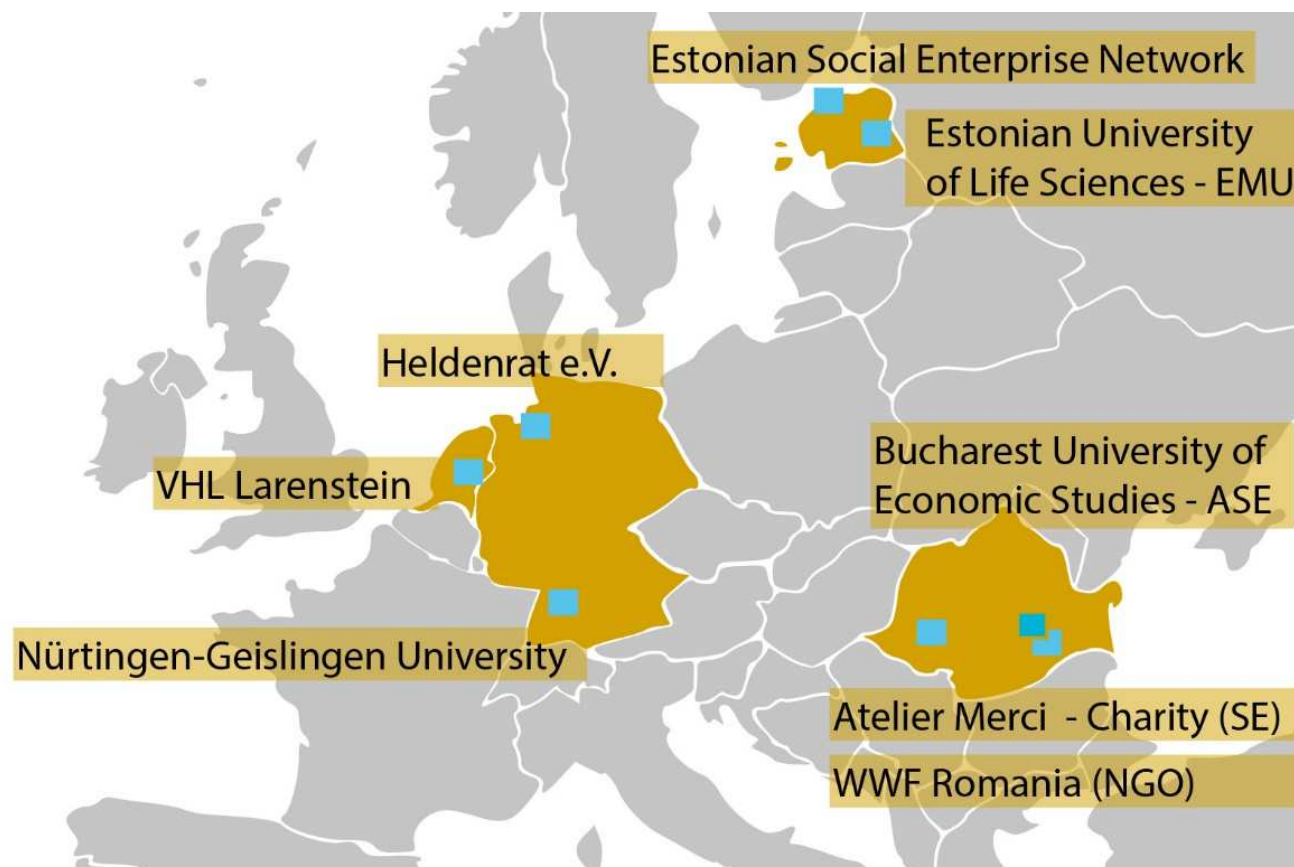 Estonian Social Enterprise Network
Estonian University
of Life Sciences - EMU
Heldenrat e.V.
VHL Larenstein
Bucharest University of
Economic Studies - ASE
Nürtingen-Geislingen University
Atelier Merci - Charity (SE)
WWF Romania (NGO)